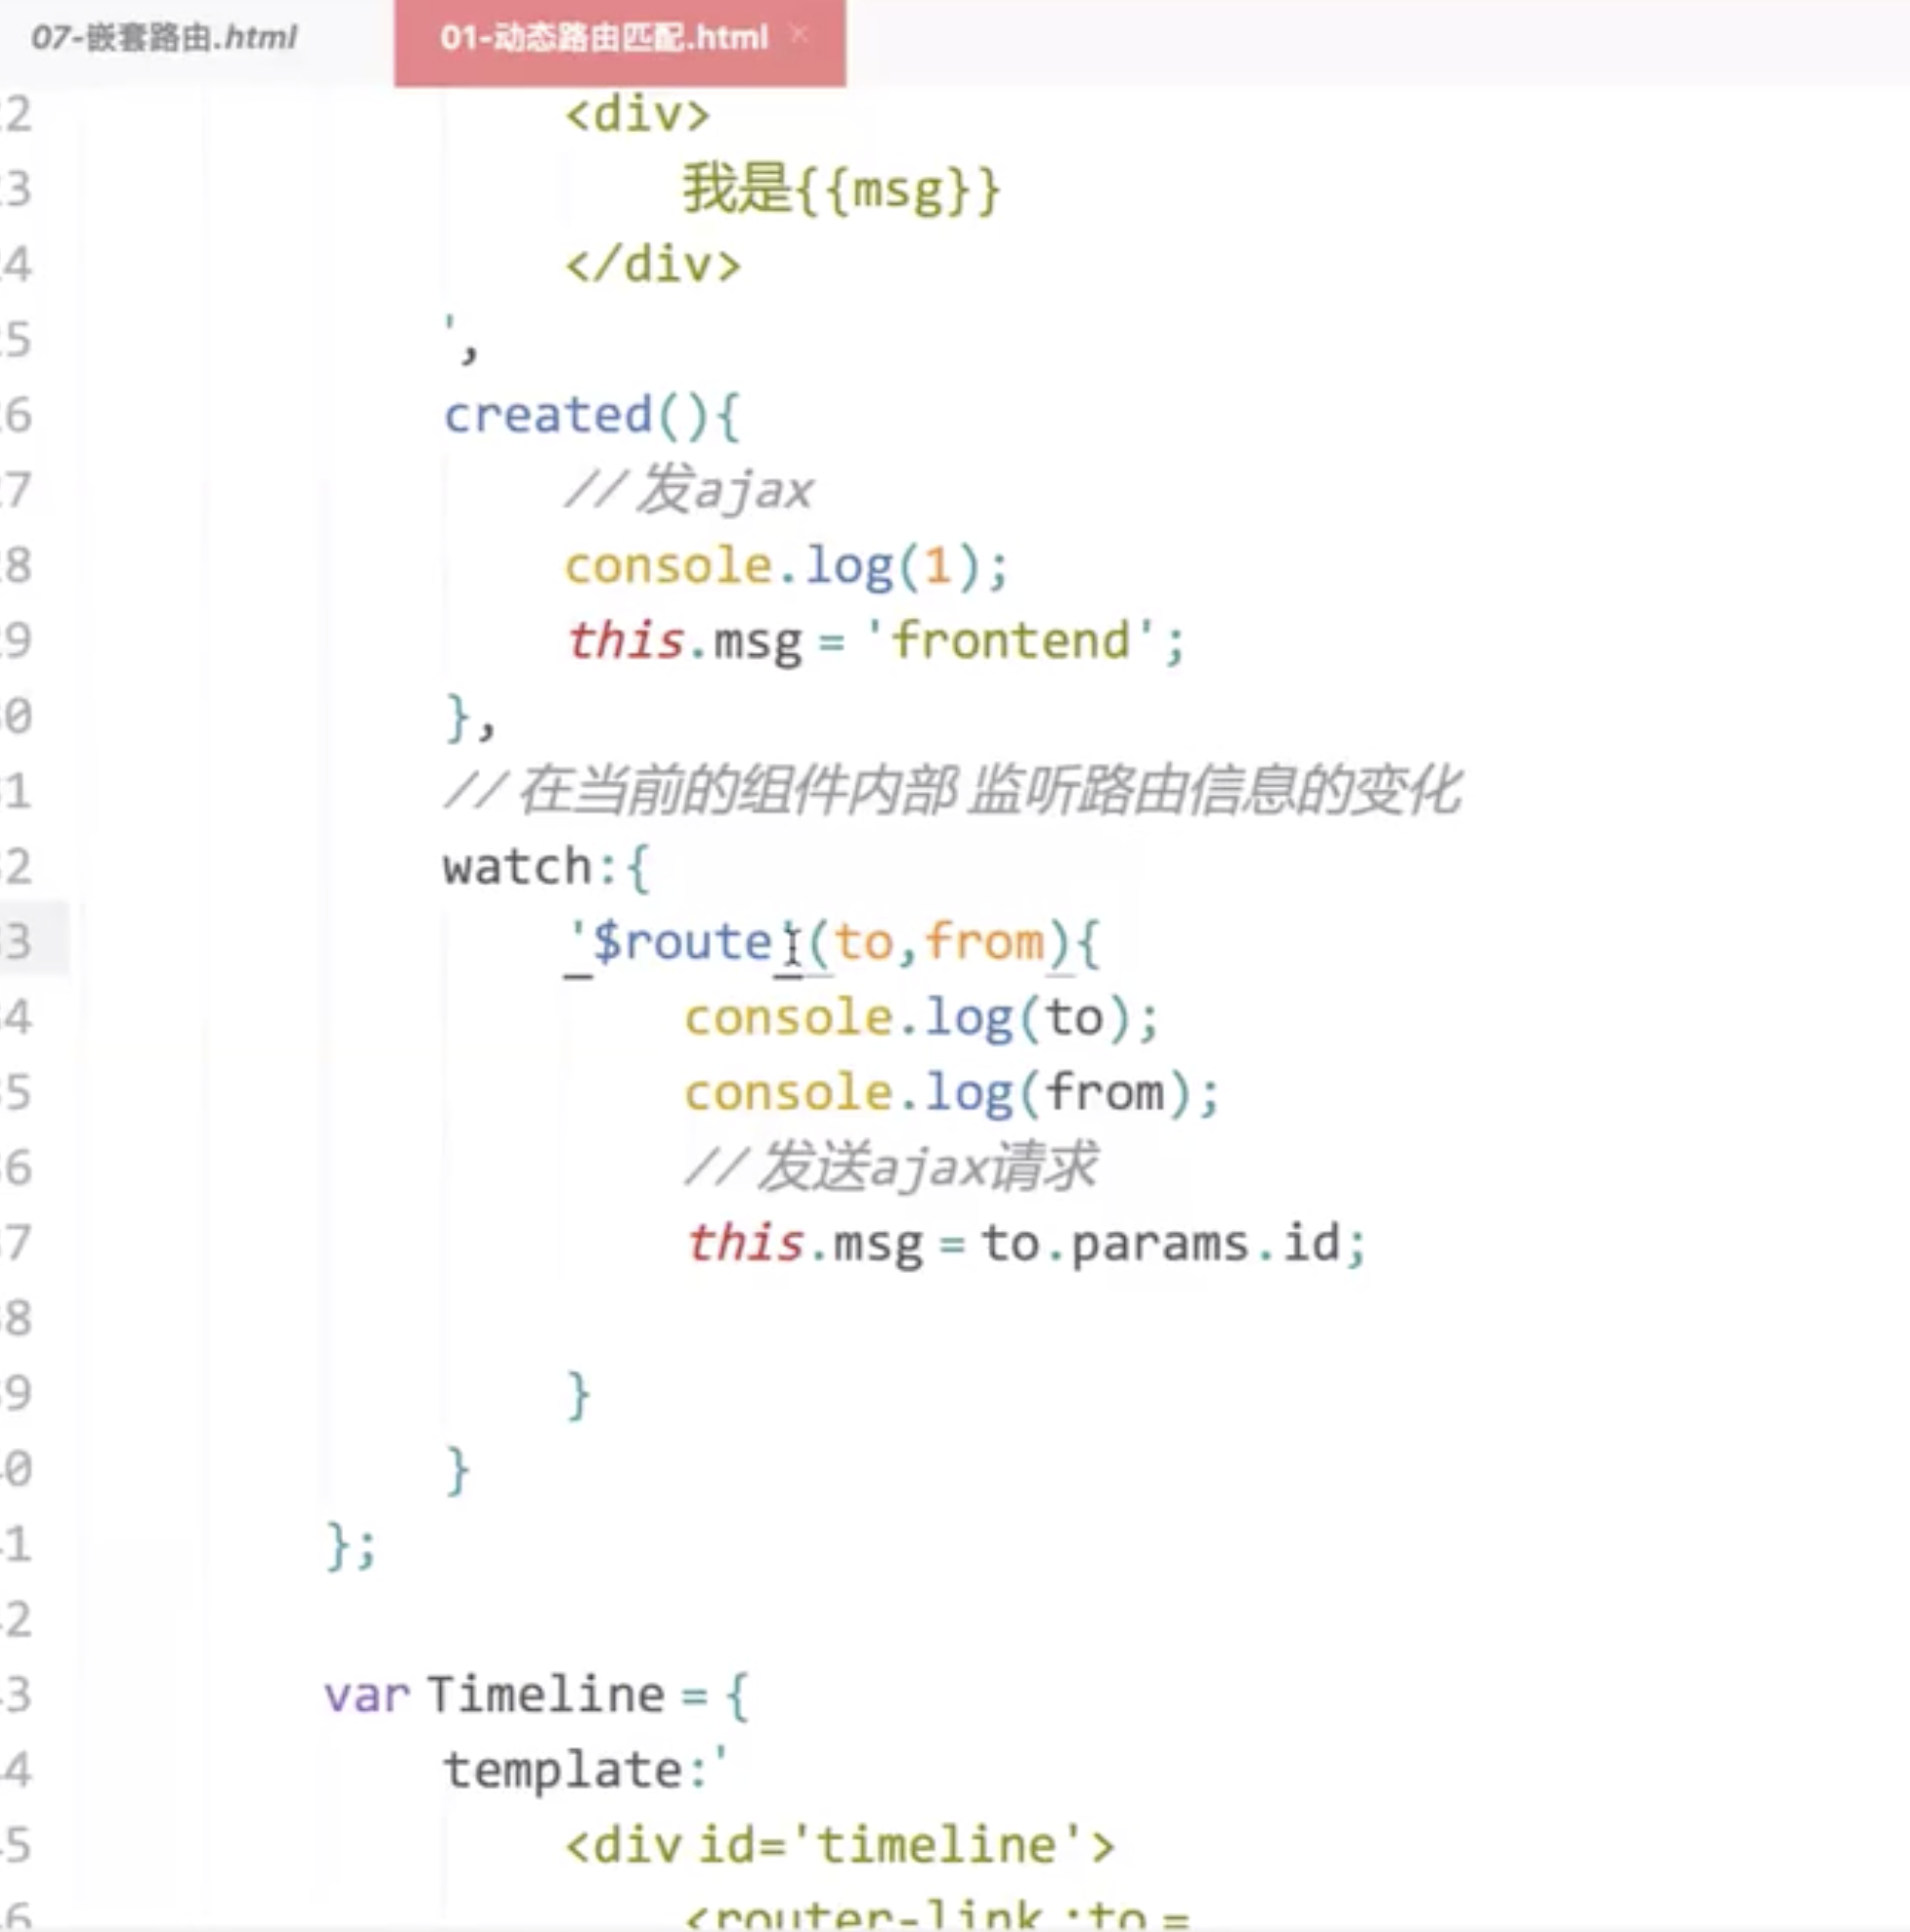 07-嵌套路由.html 01-动态路由匹配.html ×
2 <div>
3 我是{{msg}}
4 </div>
5 `,
6 created(){
7 //发ajax
8 console.log(1);
9 this.msg = 'frontend';
0 },
1 //在当前的组件内部 监听路由信息的变化
2 watch:{
3 '$route'(to,from){
4 console.log(to);
5 console.log(from);
6 //发送ajax请求
7 this.msg = to.params.id;
8
9 }
0 }
1 };
2
3 var Timeline = {
4 template:`
5 <div id='timeline'>
6 <router-link :to =